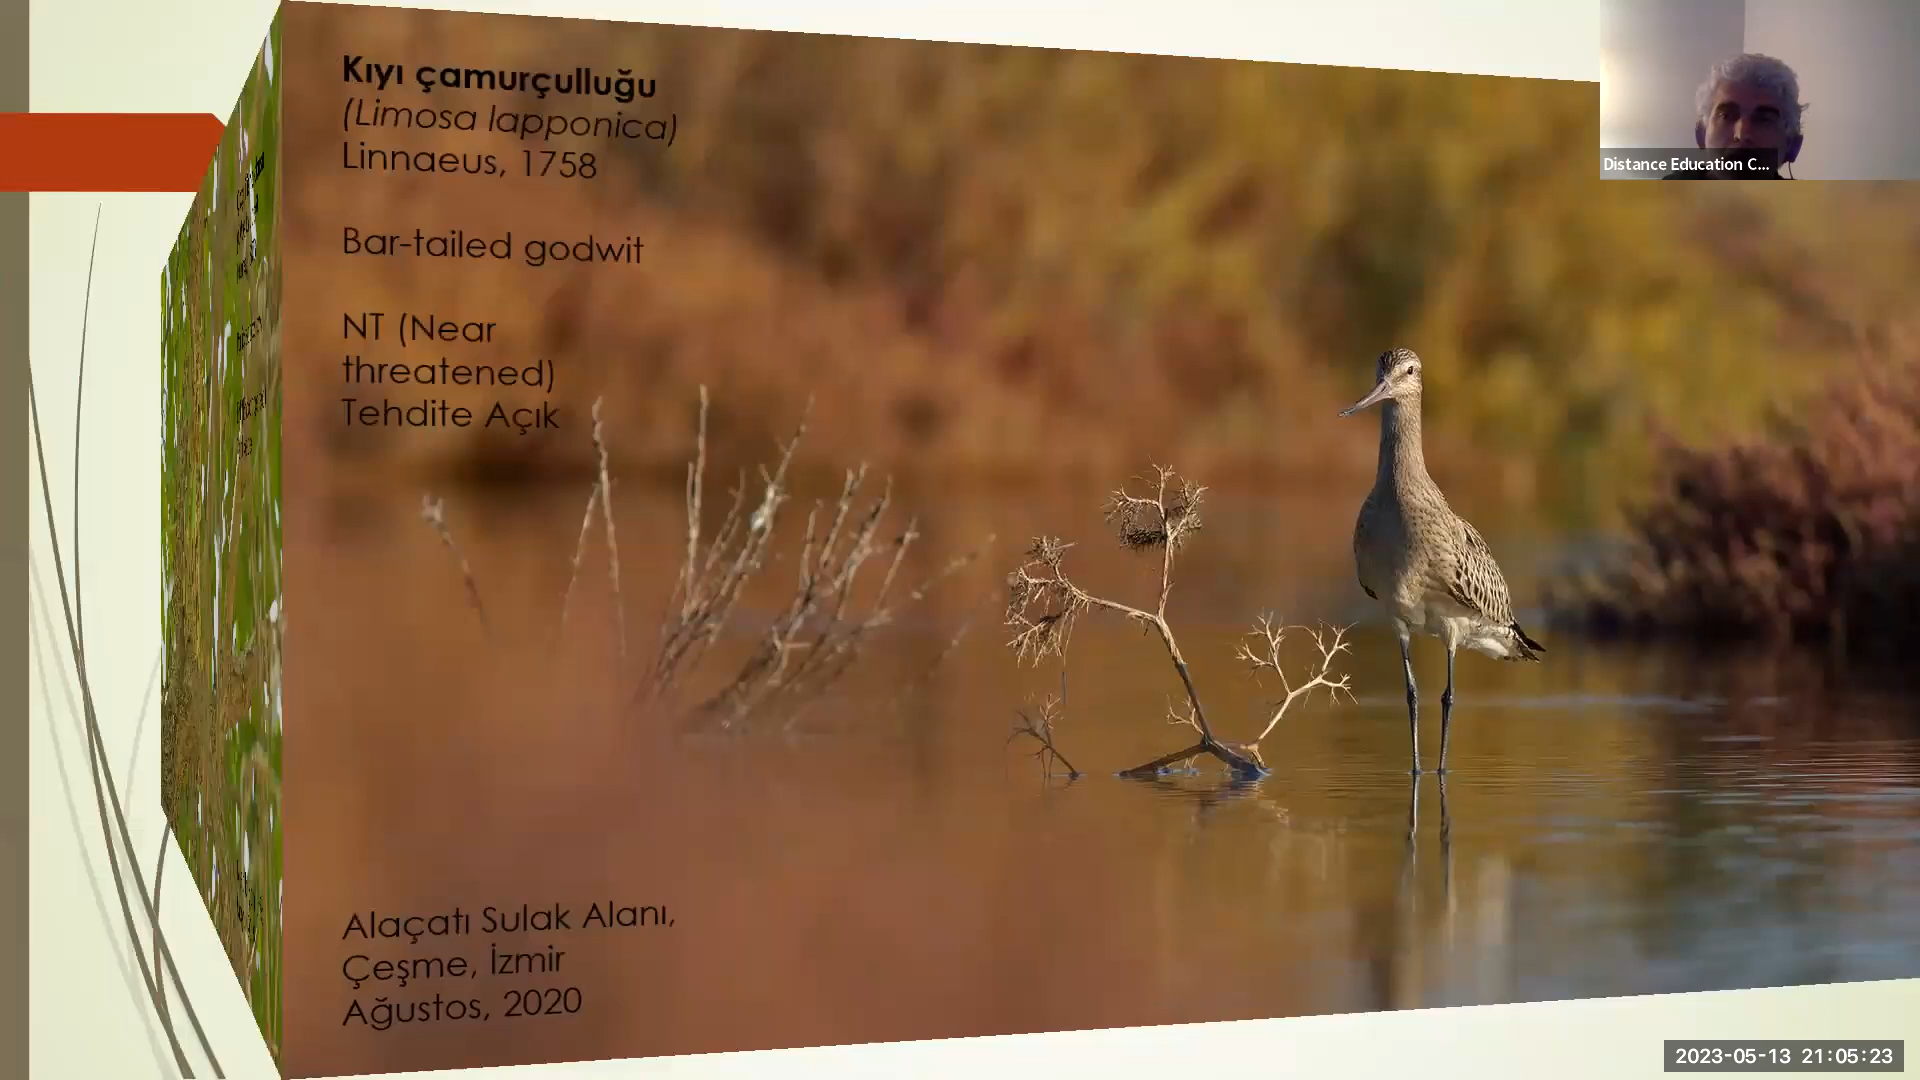 Kıyı çamurçulluğu
(Limosa lapponica)
Linnaeus, 1758
Bar-tailed godwit
NT (Near
threatened)
Tehdite Açık
Alaçatı Sulak Alanı,
Çeşme, İzmir
Ağustos, 2020
Distance Education C...
2023-05-13 21:05:23